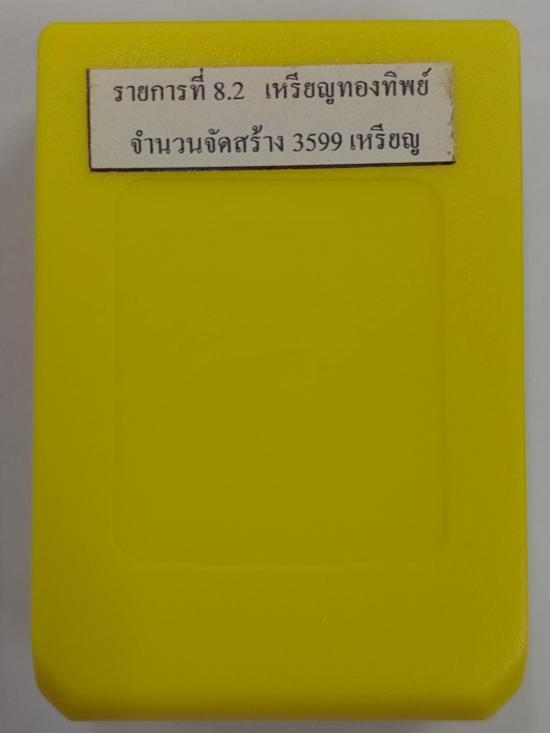 รายการที่ 8.2 เหรียญทองทิพย์
จำนวนจัดสร้าง 3599 เหรียญ